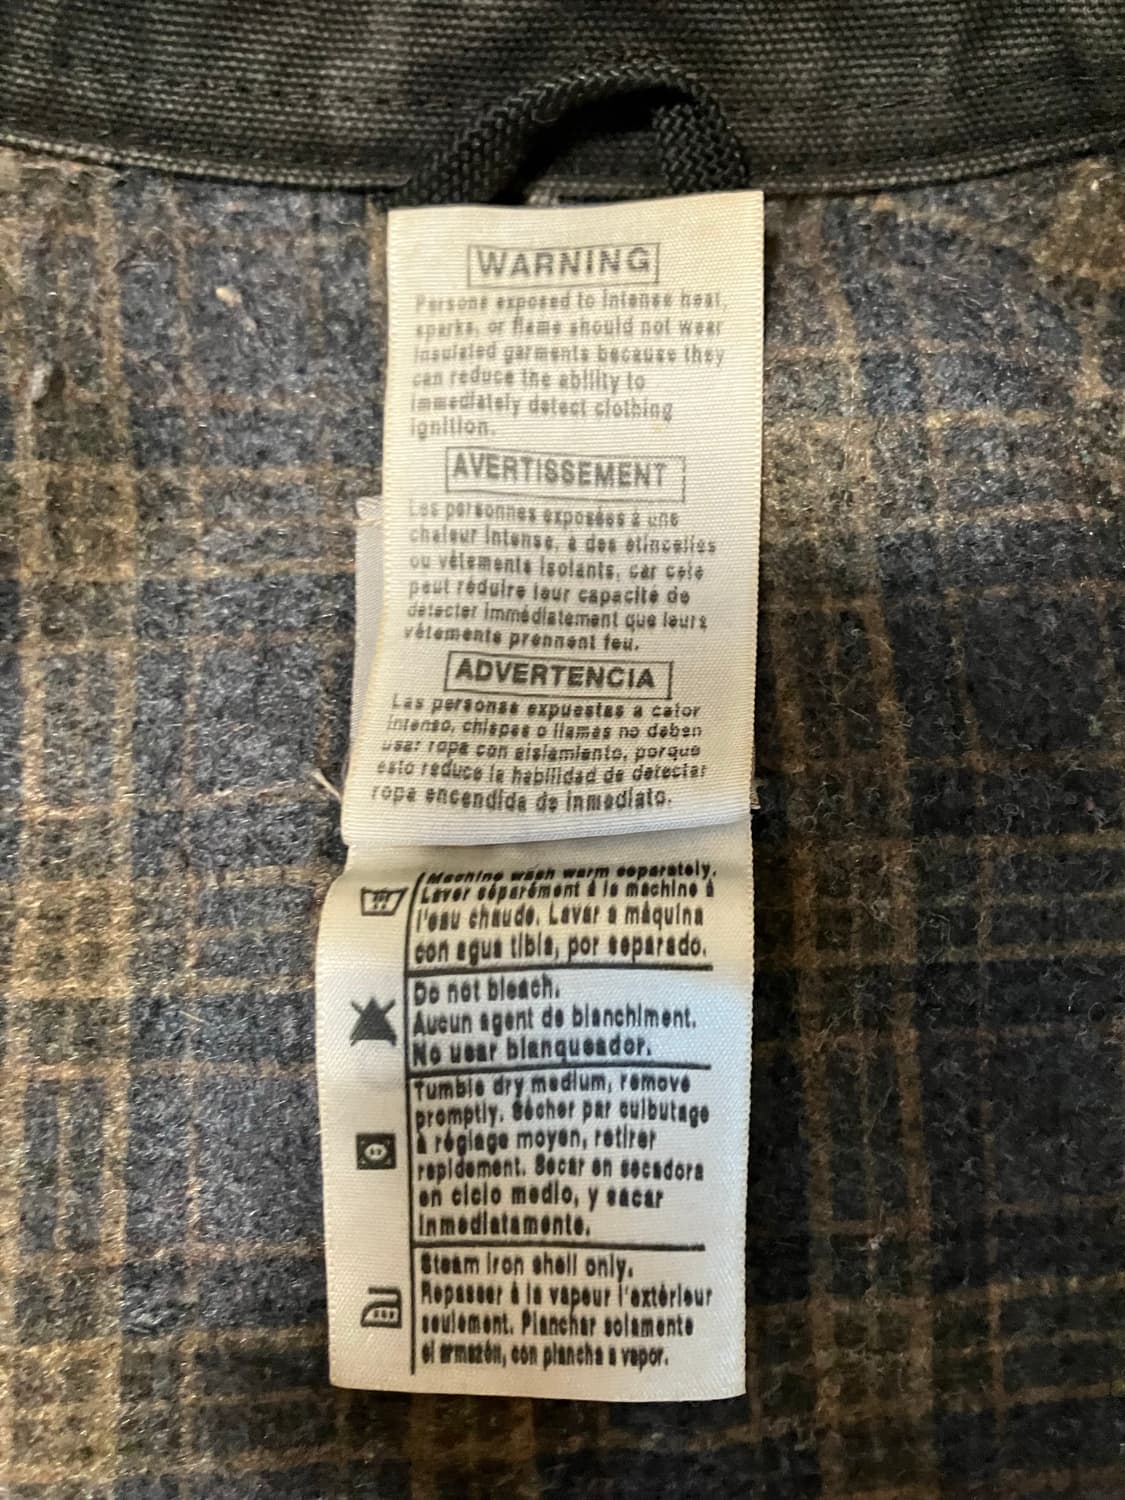 WARNING
Persons exposed to intense heat,
sparks, or flame should not wear
insulated garments because they
can reduce the ability to
immediately detect clothing
ignition.
AVERTISSEMENT
Les personnes exposées à une
chaleur intense, à des étincelles
ou vêtements isolants, car cela
peut réduire leur capacité de
détecter immédiatement que leurs
vêtements prennent feu.
ADVERTENCIA
Las personas expuestas a calor
intenso, chispas o llamas no deben
usar ropa con aislamiento, porque
esto reduce la habilidad de detectar
ropa encendida de inmediato.
Machine wash warm separately.
Laver séparément à la machine à
l'eau chaude. Lavar a máquina
con agua tibia, por separado.
Do not bleach.
Aucun agent de blanchiment.
No usar blanqueador.
Tumble dry medium, remove
promptly. Sécher par culbutage
à réglage moyen, retirer
rapidement. Secar en secadora
en ciclo medio, y sacar
inmediatamente.
Steam iron shell only.
Repasser à la vapeur l'extérieur
seulement. Planchar solamente
el armazón, con plancha a vapor.